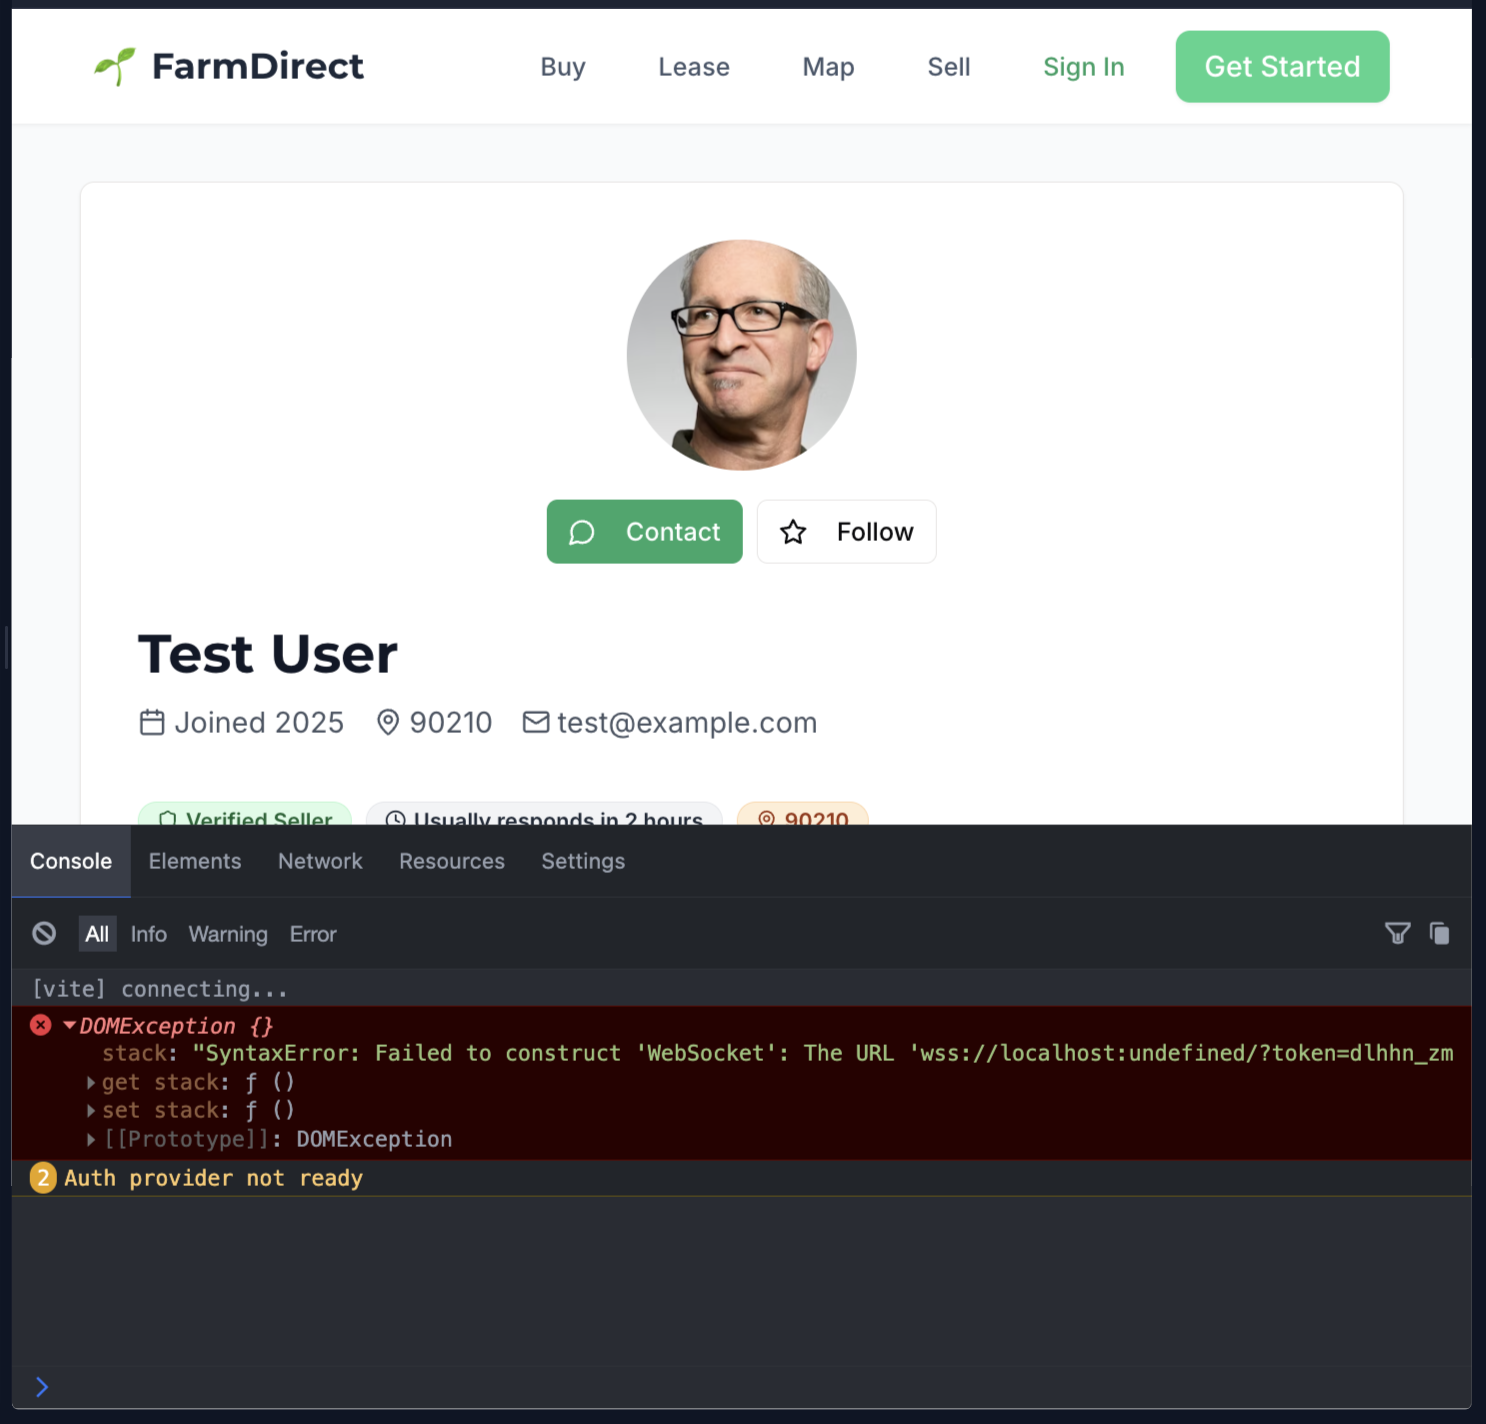 FarmDirect
Buy
Lease
Map
Sell
Sign In
Get Started
Contact
Follow
Test User
Joined 2025
90210
test@example.com
Verified Seller
Usually responds in 2 hours
90210
Console
Elements
Network
Resources
Settings
All
Info
Warning
Error
[vite] connecting...
DOMException {}
stack: "SyntaxError: Failed to construct 'WebSocket': The URL 'wss://localhost:undefined/?token=dlhhn_zm
get stack: ƒ ()
set stack: ƒ ()
[[Prototype]]: DOMException
2 Auth provider not ready